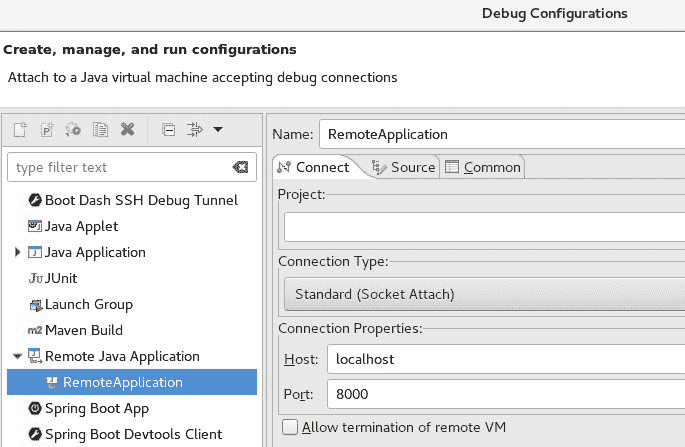 Debug Configurations
Create, manage, and run configurations
Attach to a Java virtual machine accepting debug connections
type filter text
Boot Dash SSH Debug Tunnel
Java Applet
Java Application
Ju JUnit
Launch Group
m2 Maven Build
Remote Java Application
RemoteApplication
Spring Boot App
Spring Boot Devtools Client
Name: RemoteApplication
Connect Source Common
Project:
Connection Type:
Standard (Socket Attach)
Connection Properties:
Host: localhost
Port: 8000
Allow termination of remote VM